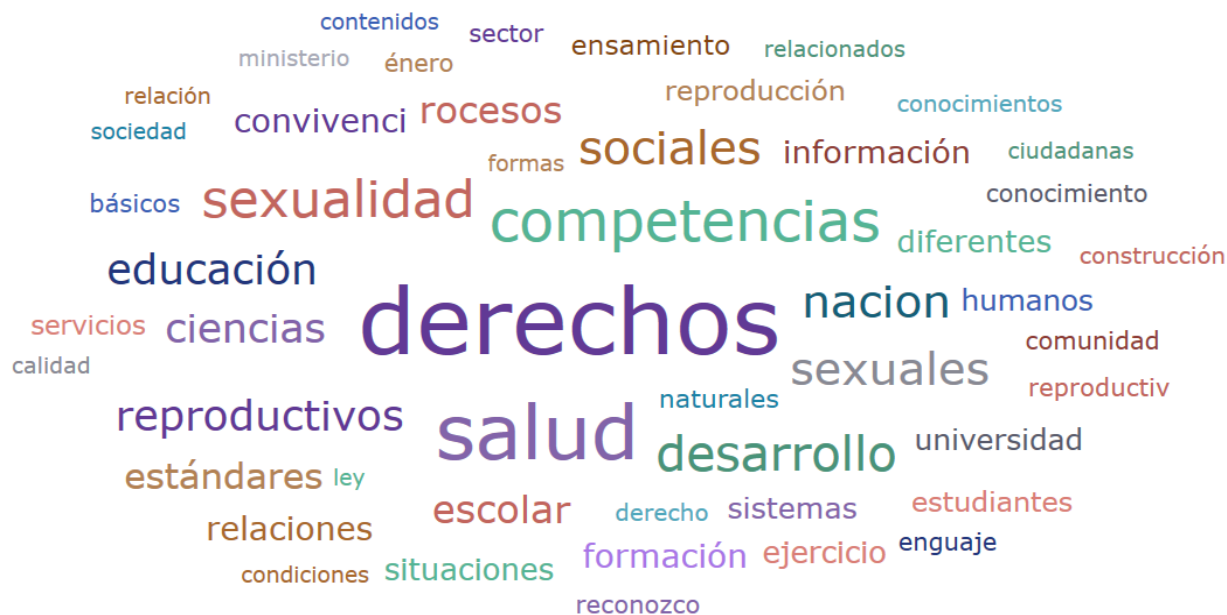 contenidos
sector
ensamiento
relacionados
ministerio
énero
relación
reproducción
conocimientos
sociedad
convivenci
rocesos
sociales
información
ciudadanas
formas
básicos
sexualidad
competencias
conocimiento
diferentes
construcción
educación
derechos
nacion
humanos
servicios
ciencias
comunidad
calidad
sexuales
reproductiv
reproductivos
naturales
salud
desarrollo
universidad
estándares
ley
escolar
derecho
sistemas
estudiantes
relaciones
formación
ejercicio
enguaje
condiciones
situaciones
reconozco